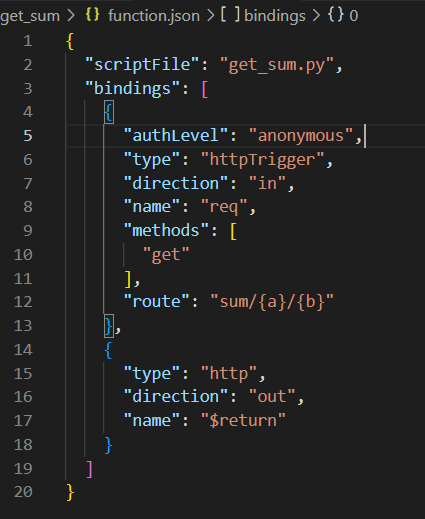 get_sum > {} function.json > [ ] bindings > {} 0
1 {
2   "scriptFile": "get_sum.py",
3   "bindings": [
4     {
5       "authLevel": "anonymous",
6       "type": "httpTrigger",
7       "direction": "in",
8       "name": "req",
9       "methods": [
10         "get"
11       ],
12       "route": "sum/{a}/{b}"
13     },
14     {
15       "type": "http",
16       "direction": "out",
17       "name": "$return"
18     }
19   ]
20 }